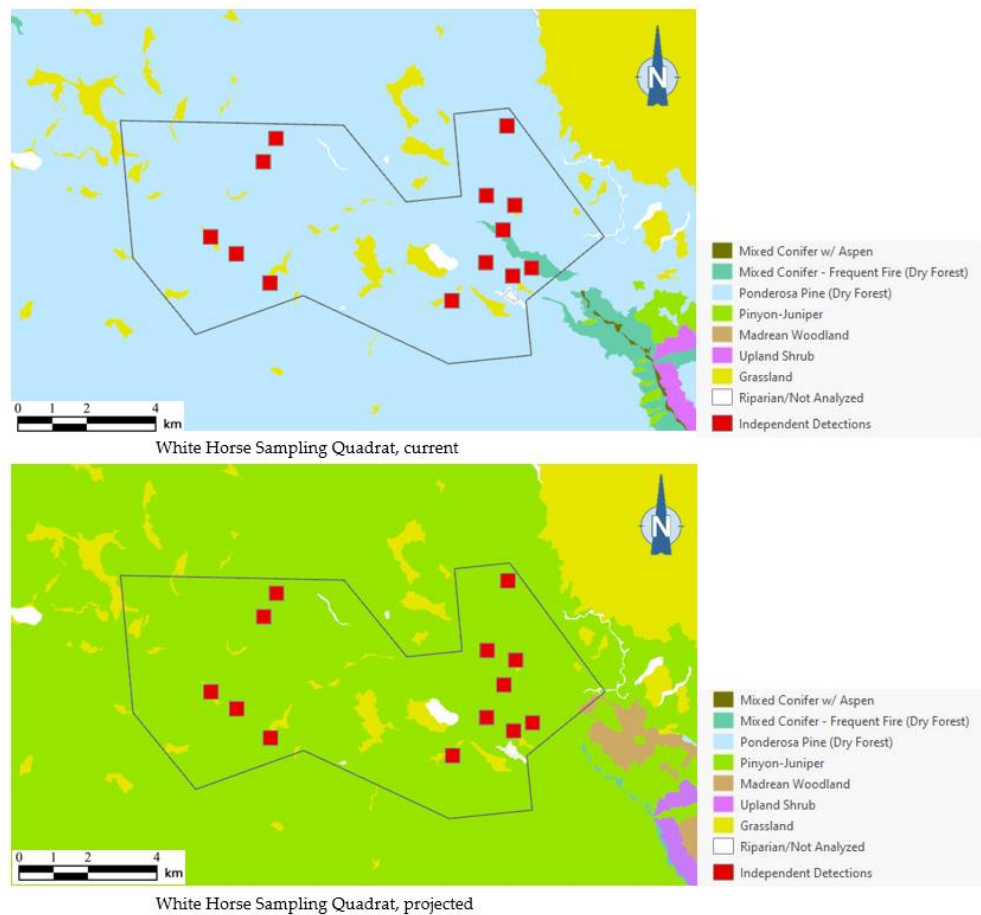 N
Mixed Conifer w/ Aspen
Mixed Conifer - Frequent Fire (Dry Forest)
Ponderosa Pine (Dry Forest)
Pinyon-Juniper
Madrean Woodland
Upland Shrub
Grassland
Riparian/Not Analyzed
Independent Detections
0 1 2 4
km
White Horse Sampling Quadrat, current
N
Mixed Conifer w/ Aspen
Mixed Conifer - Frequent Fire (Dry Forest)
Ponderosa Pine (Dry Forest)
Pinyon-Juniper
Madrean Woodland
Upland Shrub
Grassland
Riparian/Not Analyzed
Independent Detections
0 1 2 4
km
White Horse Sampling Quadrat, projected